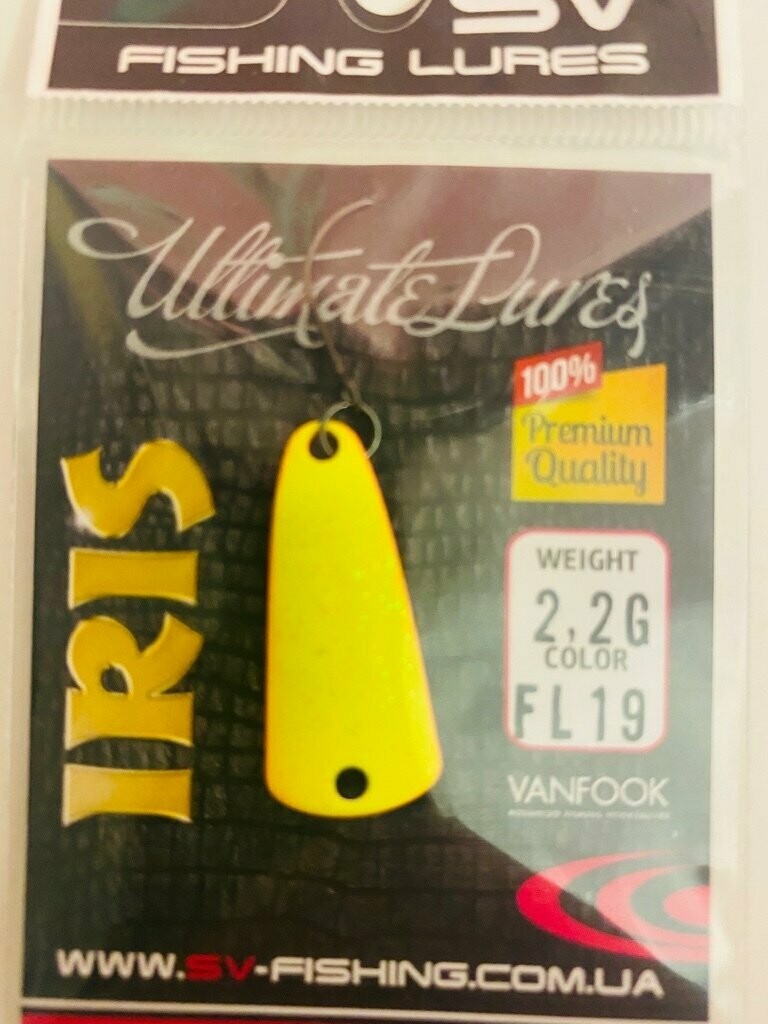 SV
FISHING LURES
Ultimate Lures
100%
Premium
Quality
IRIS
WEIGHT
2,2G
COLOR
FL19
VANFOOK
WWW.SV-FISHING.COM.UA